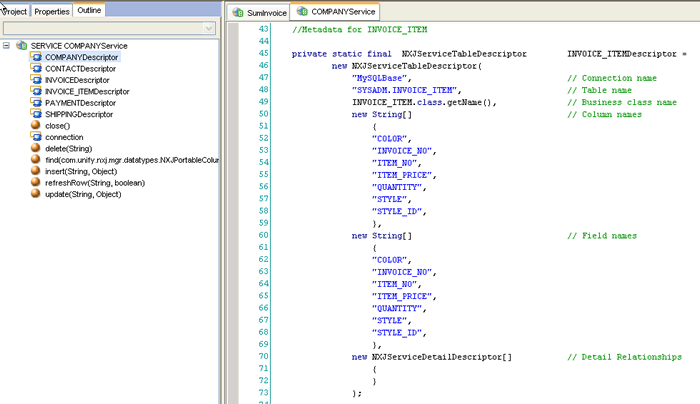 Project Properties Outline
SERVICE COMPANYService
COMPANYDescriptor
CONTACTDescriptor
INVOICEDescriptor
INVOICE_ITEMDescriptor
PAYMENTDescriptor
SHIPPINGDescriptor
close()
connection
delete(String)
find(com.unify.nxj.mgr.datatypes.NXJPortableColum
insert(String, Object)
refreshRow(String, boolean)
update(String, Object)
SumInvoice COMPANYService
43 //Metadata for INVOICE_ITEM
44
45 private static final NXJServiceTableDescriptor INVOICE_ITEMDescriptor =
46 new NXJServiceTableDescriptor(
47 "MySQLBase", // Connection name
48 "SYSADM.INVOICE_ITEM", // Table name
49 INVOICE_ITEM.class.getName(), // Business class name
50 new String[] // Column names
51 {
52 "COLOR",
53 "INVOICE_NO",
54 "ITEM_NO",
55 "ITEM_PRICE",
56 "QUANTITY",
57 "STYLE",
58 "STYLE_ID",
59 },
60 new String[] // Field names
61 {
62 "COLOR",
63 "INVOICE_NO",
64 "ITEM_NO",
65 "ITEM_PRICE",
66 "QUANTITY",
67 "STYLE",
68 "STYLE_ID",
69 },
70 new NXJServiceDetailDescriptor[] // Detail Relationships
71 {
72 }
73 );